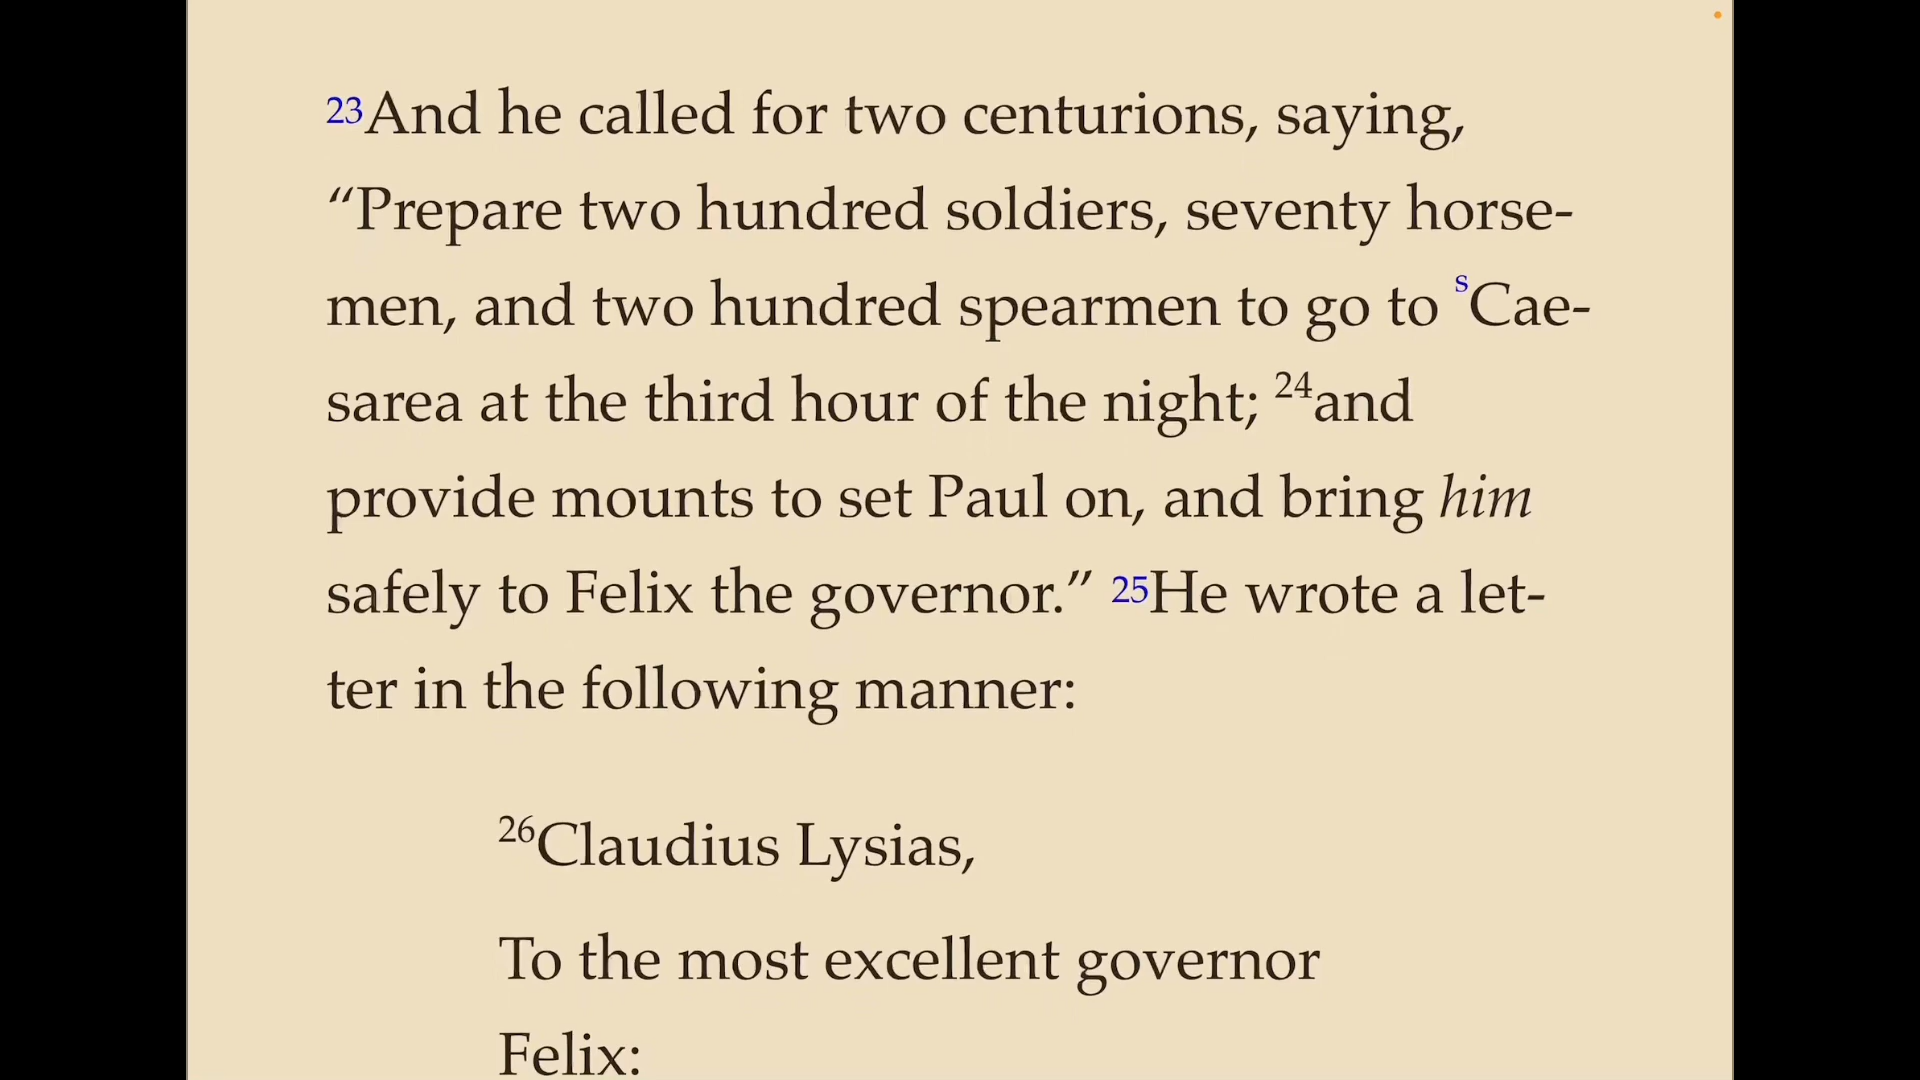 23And he called for two centurions, saying,
“Prepare two hundred soldiers, seventy horse-
men, and two hundred spearmen to go to sCae-
sarea at the third hour of the night; 24and
provide mounts to set Paul on, and bring him
safely to Felix the governor.” 25He wrote a let-
ter in the following manner:
26Claudius Lysias,
To the most excellent governor
Felix: